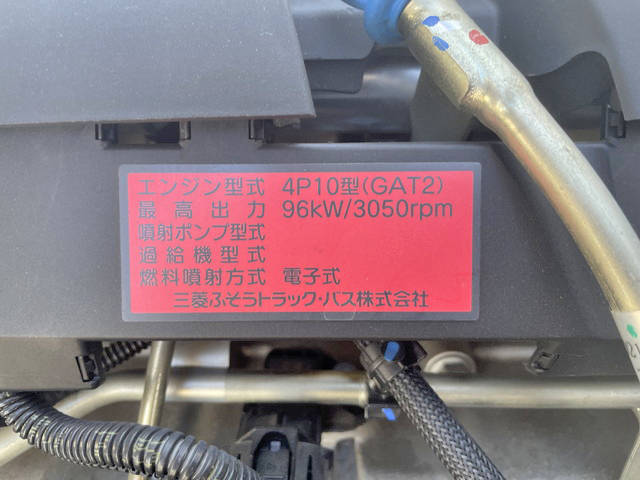 エンジン型式 4P10型(GAT2)
最高出力 96kW/3050rpm
噴射ポンプ型式
過給機型式
燃料噴射方式 電子式
三菱ふそうトラック・バス株式会社